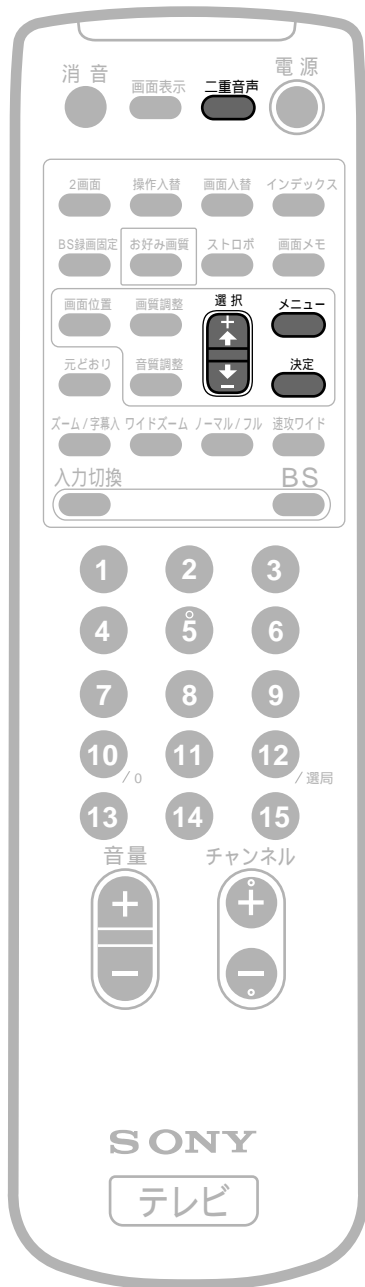 消音 画面表示 二重音声 電源
2画面 操作入替 画面入替 インデックス
BS録画固定 お好み画質 ストロボ 画面メモ
画面位置 画質調整 選択 メニュー
+
元どおり 音質調整 決定
−
ズーム/字幕入 ワイドズーム ノーマル/フル 速攻ワイド
入力切換 BS
1 2 3
4 5 6
7 8 9
10/0 11 12/選局
13 14 15
音量 チャンネル
+ +
− −
SONY
テレビ